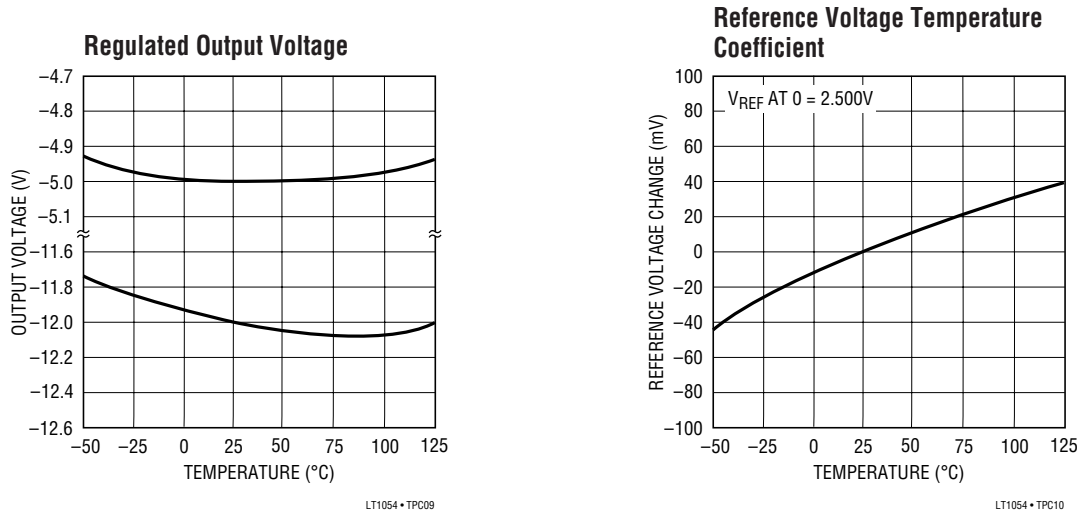 Regulated Output Voltage
OUTPUT VOLTAGE (V)
–4.7
–4.8
–4.9
–5.0
–5.1
–11.6
–11.8
–12.0
–12.2
–12.4
–12.6
–50 –25 0 25 50 75 100 125
TEMPERATURE (°C)
LT1054 • TPC09
Reference Voltage Temperature
Coefficient
REFERENCE VOLTAGE CHANGE (mV)
100
80
60
40
20
0
–20
–40
–60
–80
–100
VREF AT 0 = 2.500V
–50 –25 0 25 50 75 100 125
TEMPERATURE (°C)
LT1054 • TPC10